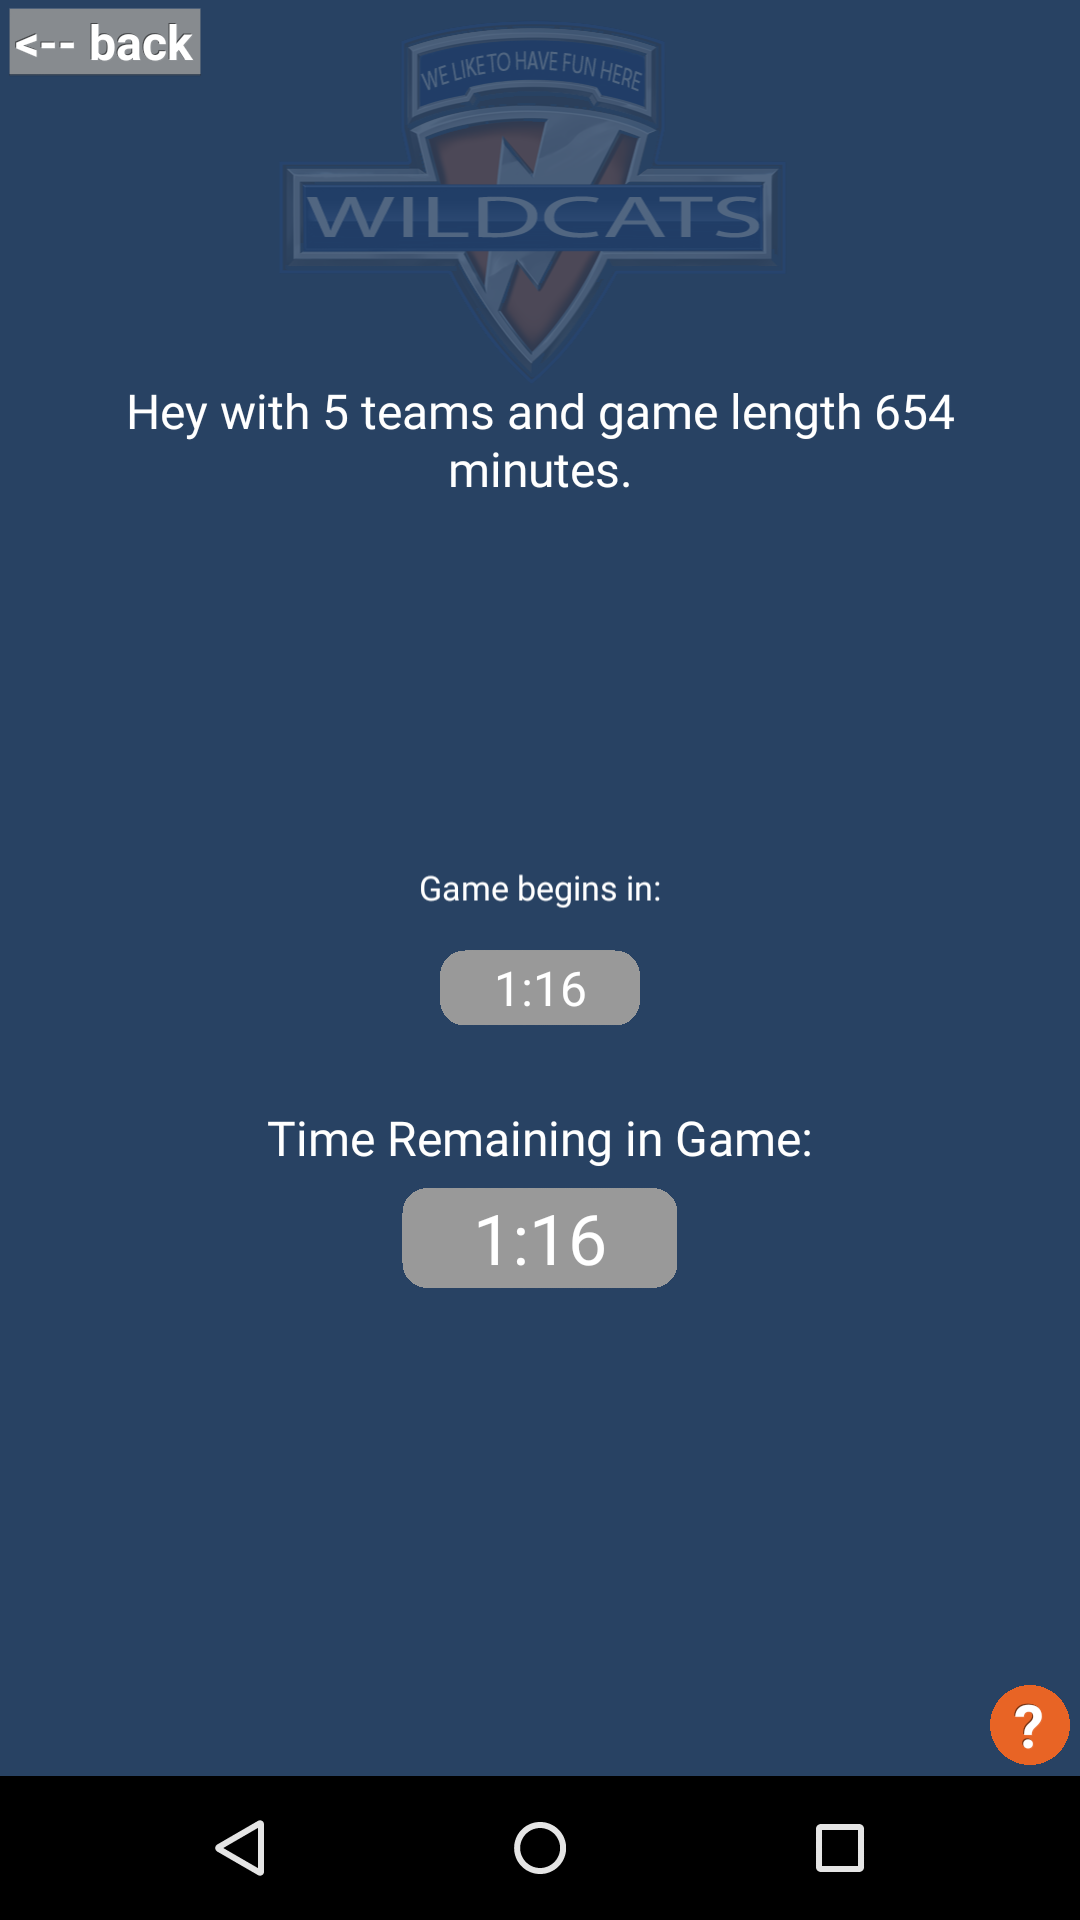 <-- back
WE LIKE TO HAVE FUN HERE
WILDCATS
Hey with 5 teams and game length 654
minutes.
Game begins in:
1:16
Time Remaining in Game:
1:16
?